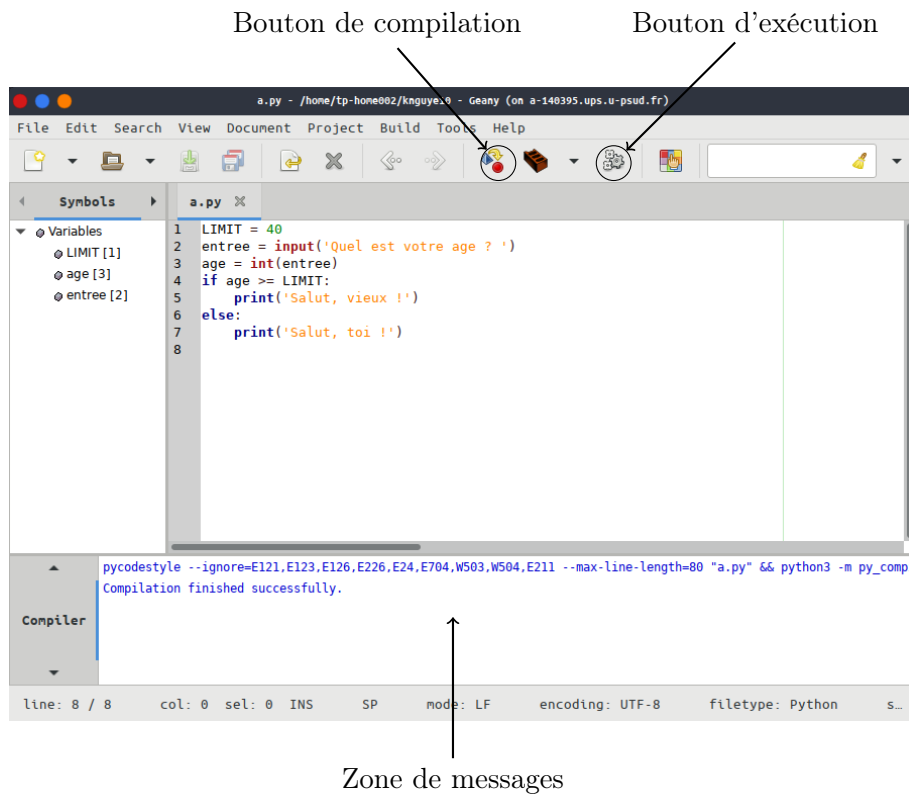 Bouton de compilation
Bouton d'exécution
a.py - /home/tp-home002/knguye10 - Geany (on a-140395.ups.u-psud.fr)
File Edit Search View Document Project Build Tools Help
Symbols
a.py
Variables
LIMIT [1]
age [3]
entree [2]
1 LIMIT = 40
2 entree = input('Quel est votre age ? ')
3 age = int(entree)
4 if age >= LIMIT:
5     print('Salut, vieux !')
6 else:
7     print('Salut, toi !')
8
pycodestyle --ignore=E121,E123,E126,E226,E24,E704,W503,W504,E211 --max-line-length=80 "a.py" && python3 -m py_comp
Compilation finished successfully.
Compiler
line: 8 / 8 col: 0 sel: 0 INS SP mode: LF encoding: UTF-8 filetype: Python s…
Zone de messages